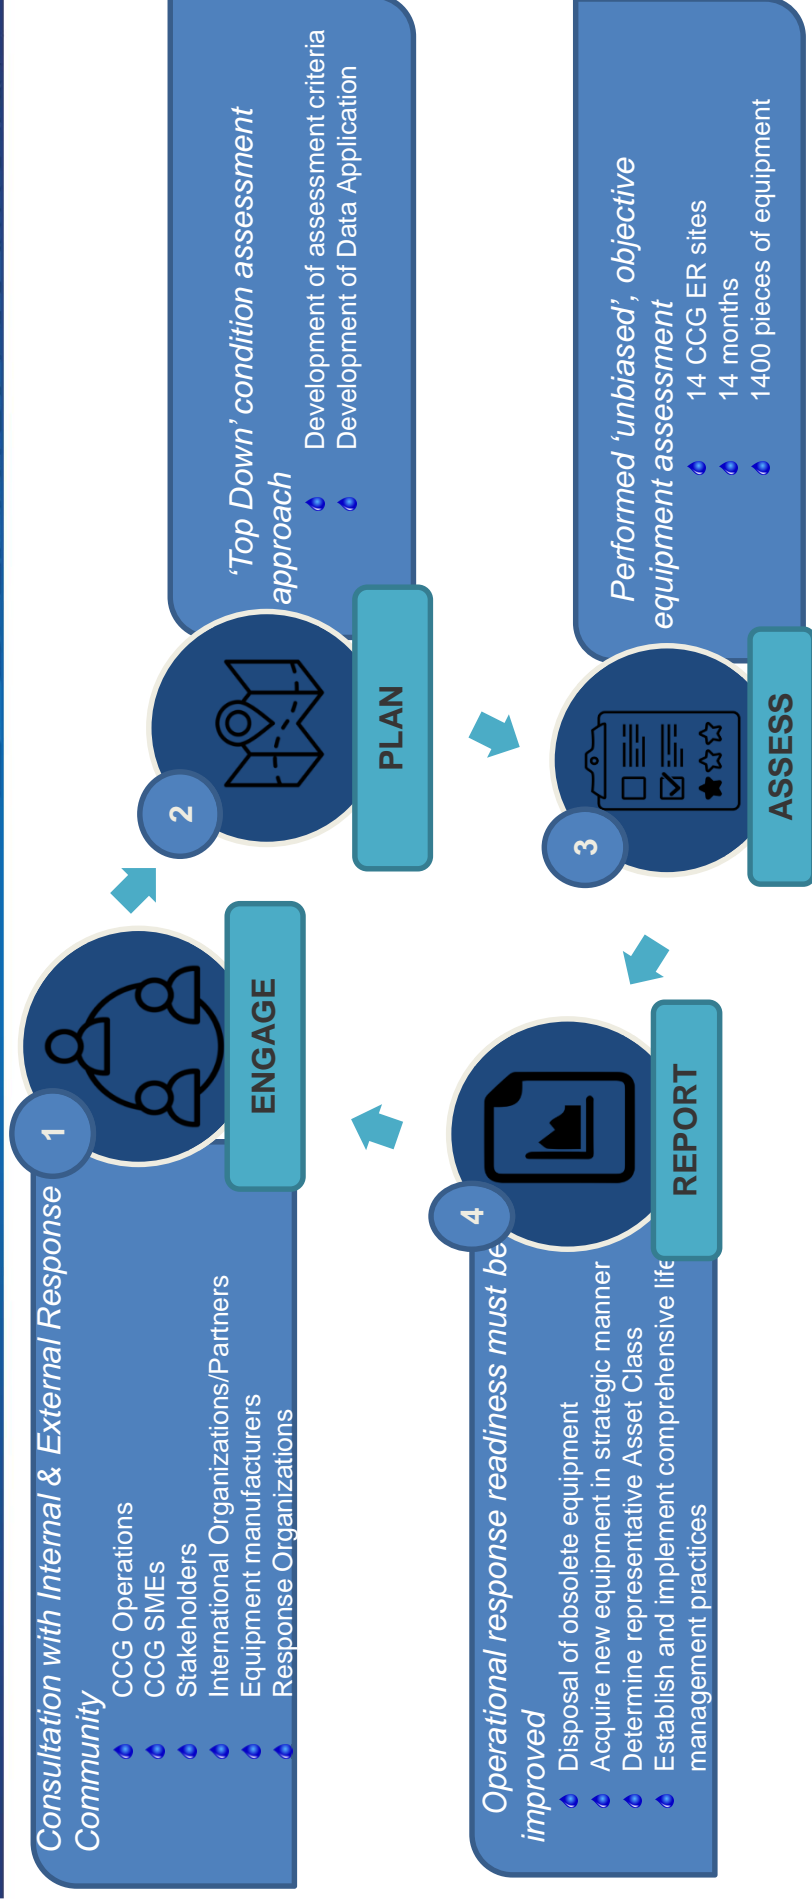 1
ENGAGE
Consultation with Internal & External Response
Community
CCG Operations
CCG SMEs
Stakeholders
International Organizations/Partners
Equipment manufacturers
Response Organizations
2
PLAN
‘Top Down’ condition assessment
approach
Development of assessment criteria
Development of Data Application
3
ASSESS
Performed ‘unbiased’, objective
equipment assessment
14 CCG ER sites
14 months
1400 pieces of equipment
4
REPORT
Operational response readiness must be
improved
Disposal of obsolete equipment
Acquire new equipment in strategic manner
Determine representative Asset Class
Establish and implement comprehensive life
management practices